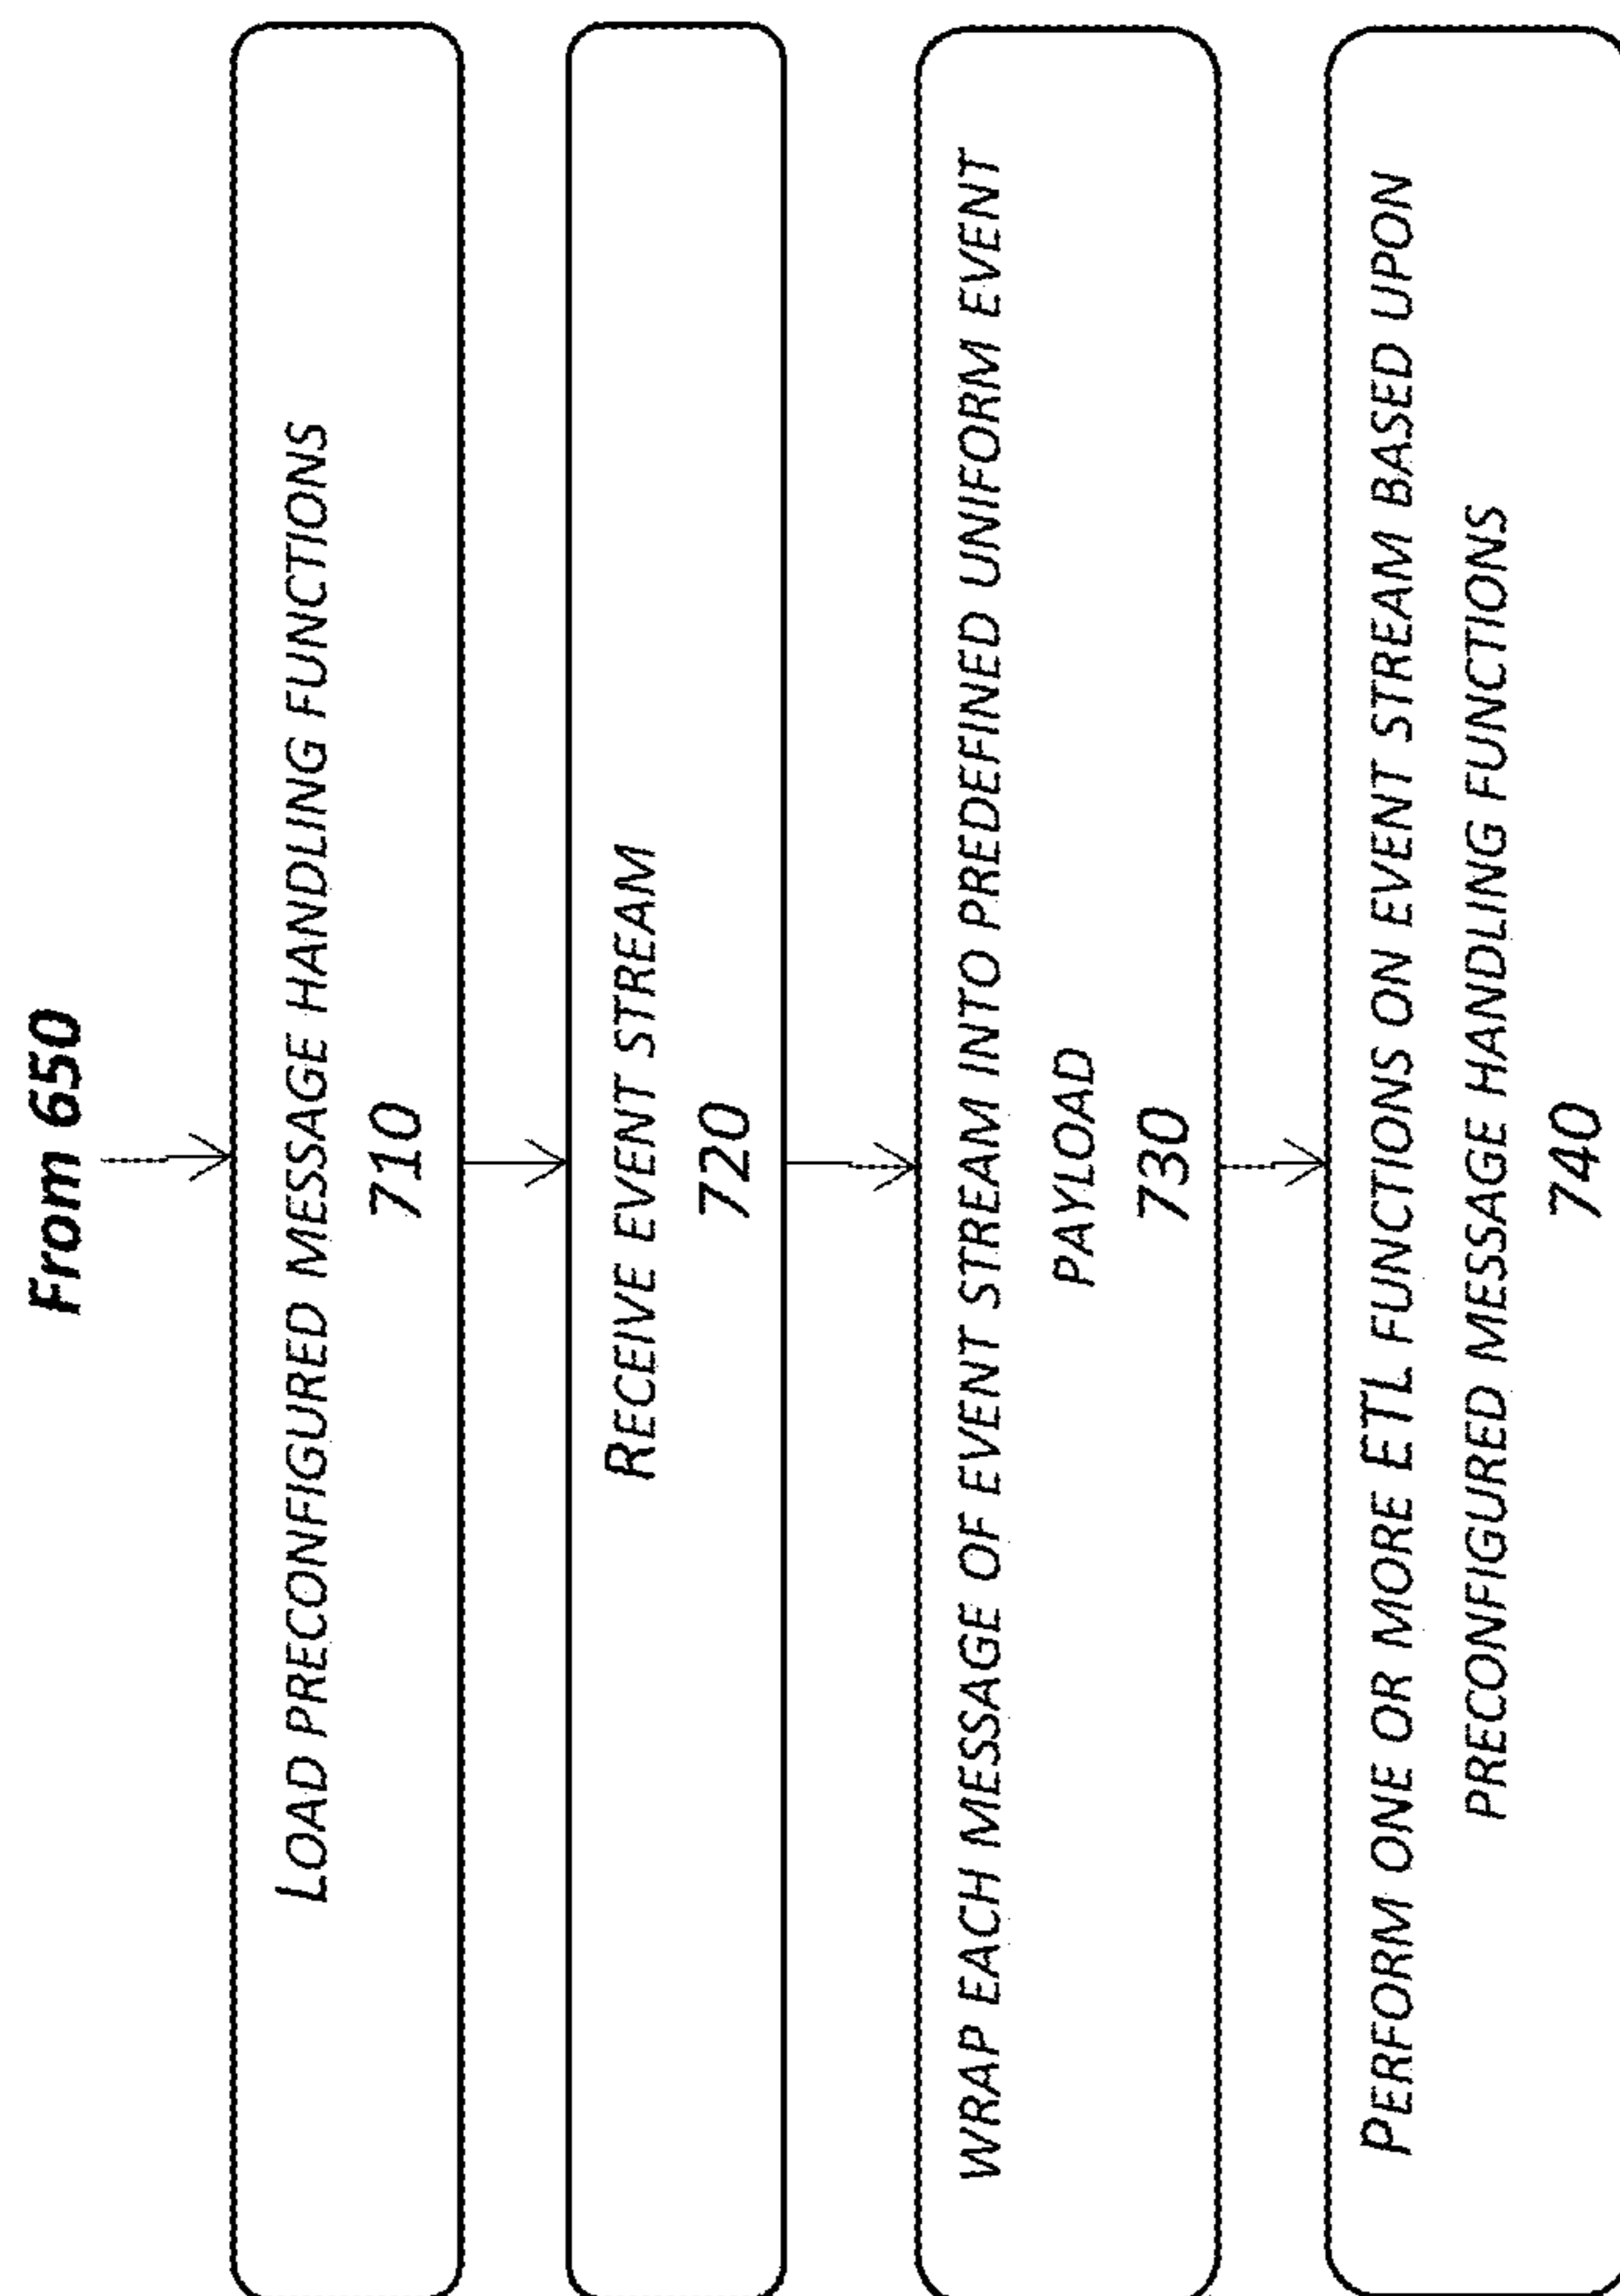 From 650
LOAD PRECONFIGURED MESSAGE HANDLING FUNCTIONS
710
RECEIVE EVENT STREAM
720
WRAP EACH MESSAGE OF EVENT STREAM INTO PREDEFINED UNIFORM EVENT
PAYLOAD
730
PERFORM ONE OR MORE ETL FUNCTIONS ON EVENT STREAM BASED UPON
PRECONFIGURED MESSAGE HANDLING FUNCTIONS
740